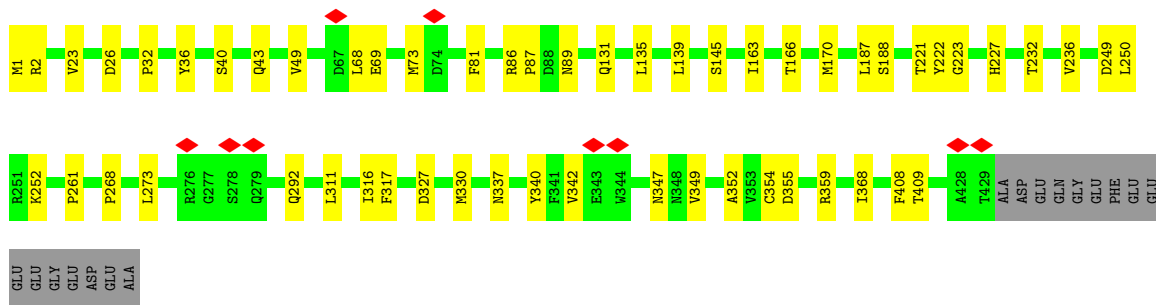 M1 R2 V23 D26 P32 Y36 S40 Q43 V49 D67 L68 E69 M73 D74 F81 R86 P87 D88 N89 Q131 L135 L139 S145 I163 T166 M170 L187 S188 T221 Y222 G223 H227 T232 V236 D249 L250
R251 K252 P261 P268 L273 R276 G277 S278 Q279 Q292 L311 I316 F317 D327 M330 N337 Y340 F341 V342 E343 W344 N347 N348 V349 A352 V353 C354 D355 R359 I368 F408 T409 A428 T429 ALA ASP GLU GLN GLY GLU PHE GLU GLU
GLU GLU GLY GLU ASP GLU ALA